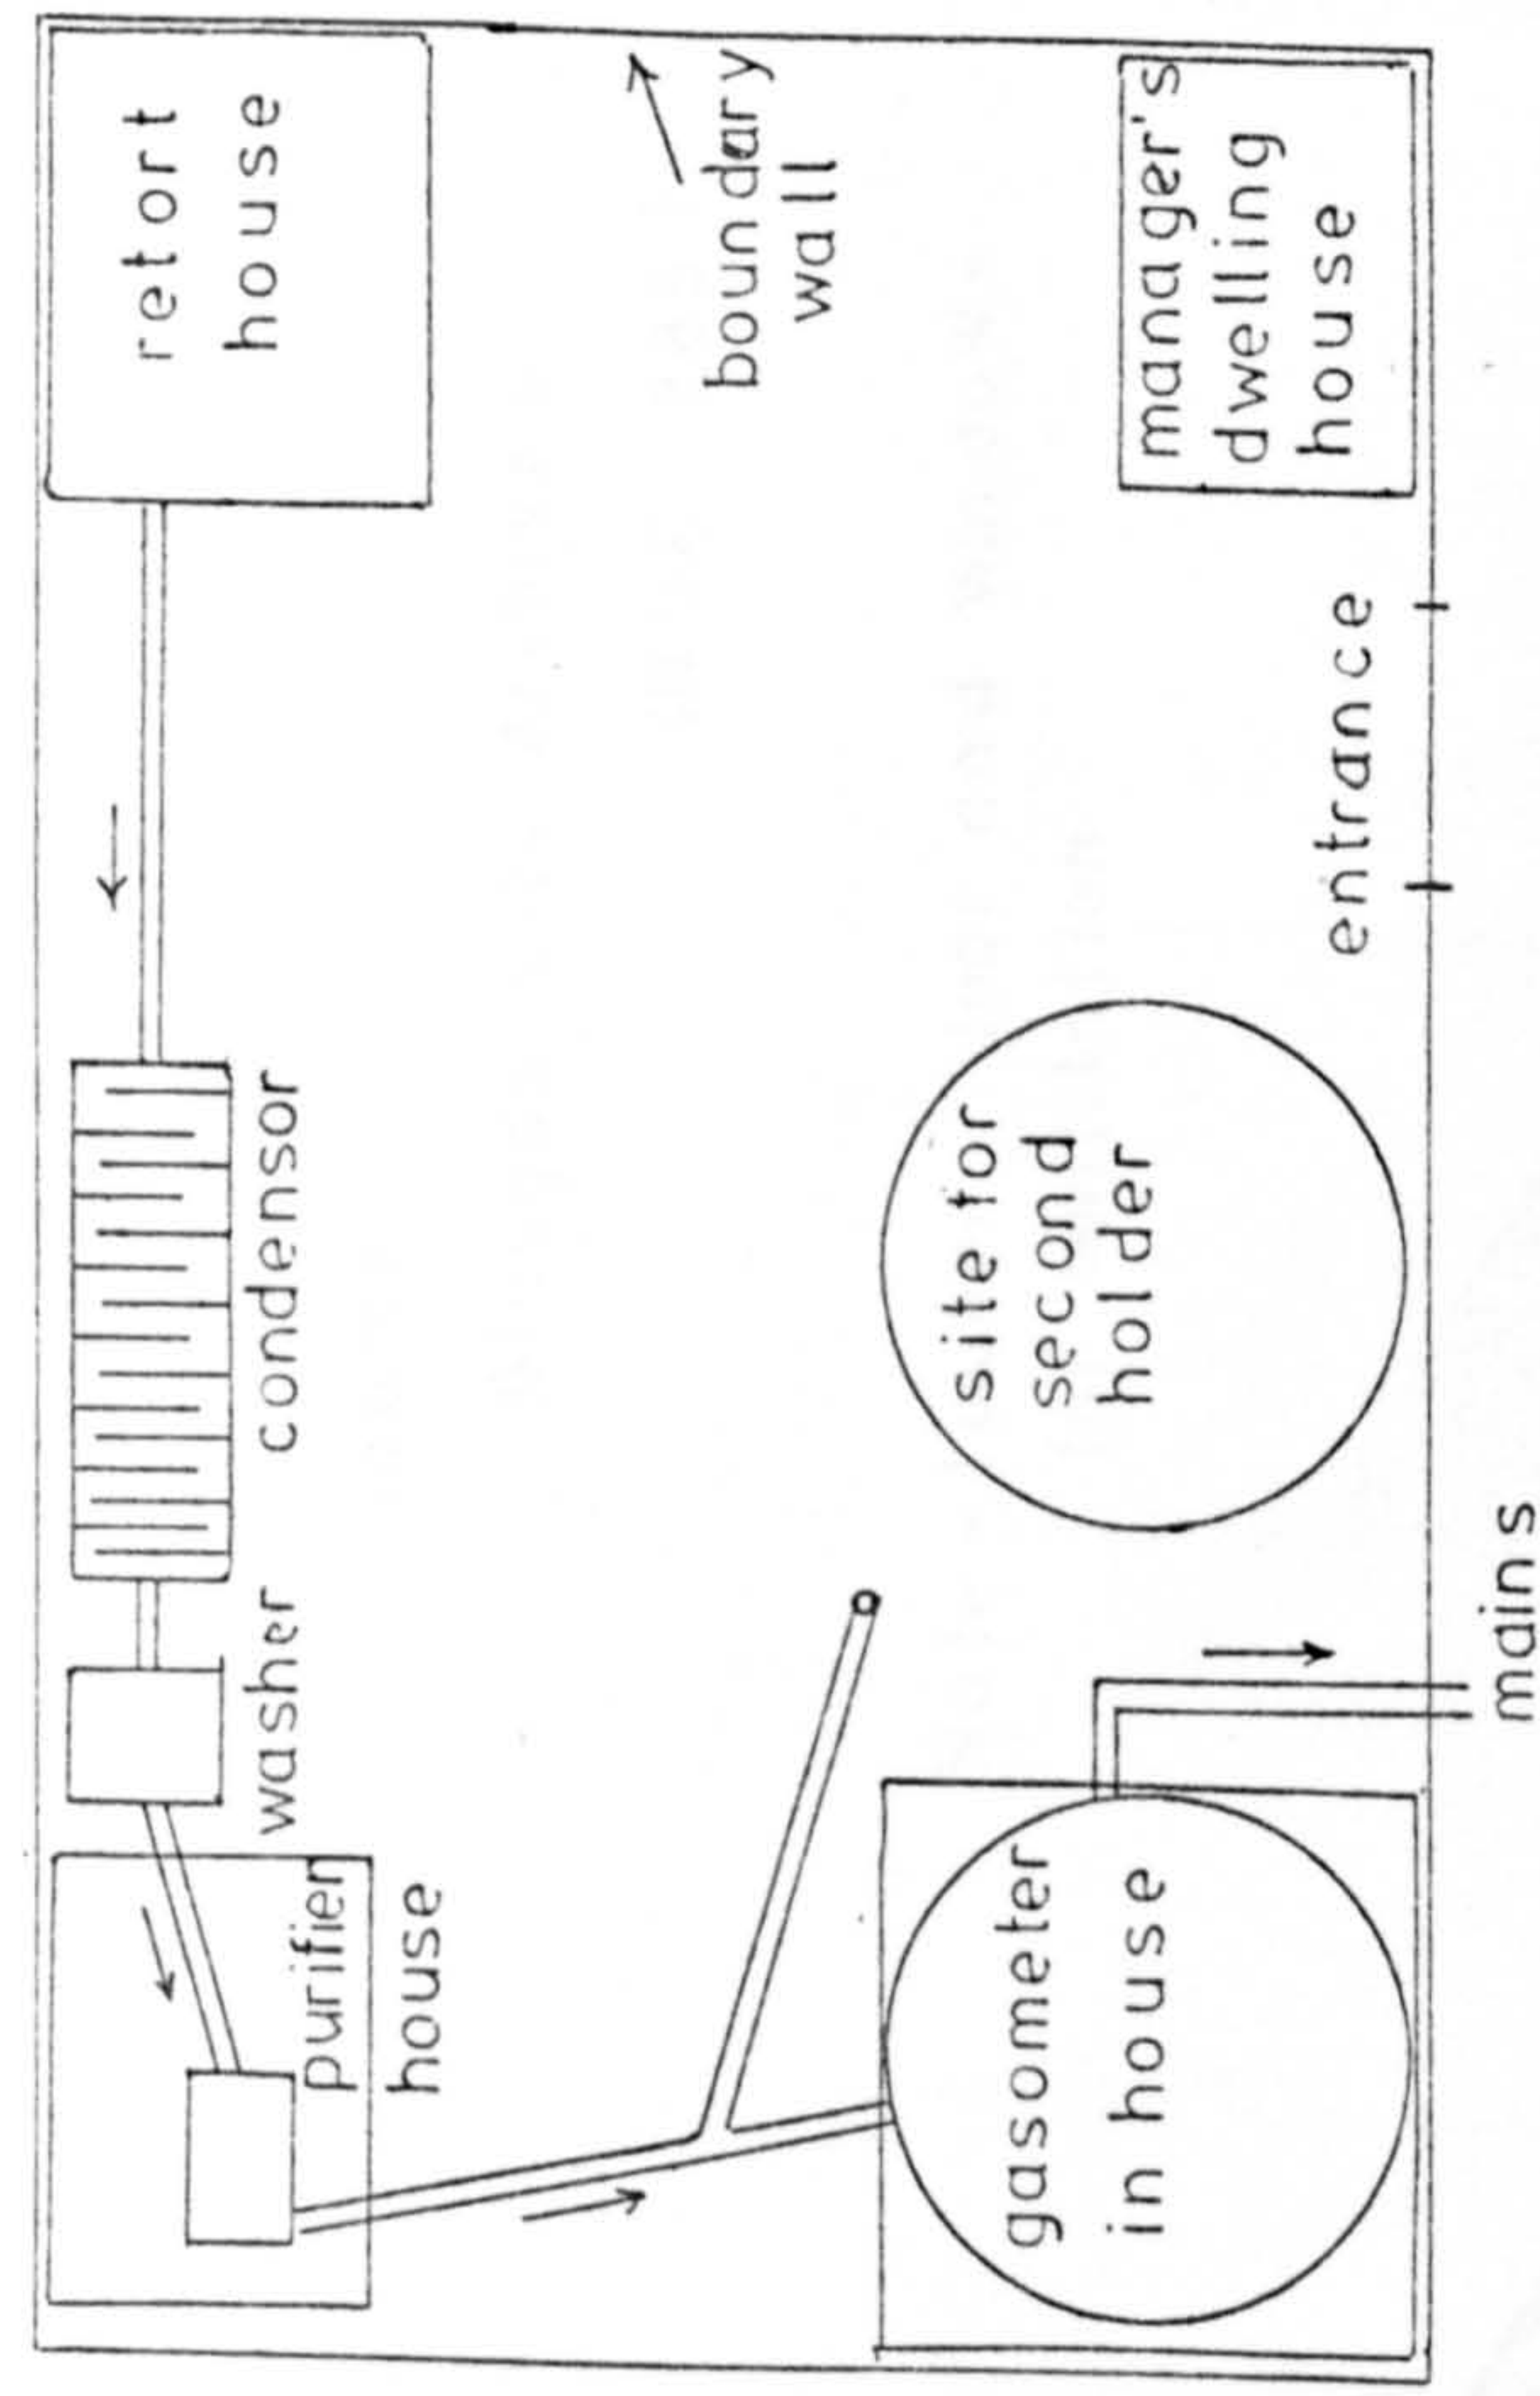 retort
house
boundary
wall
manager's
dwelling
house
entrance
condensor
washer
purifier
house
site for
second
holder
mains
gasometer
in house